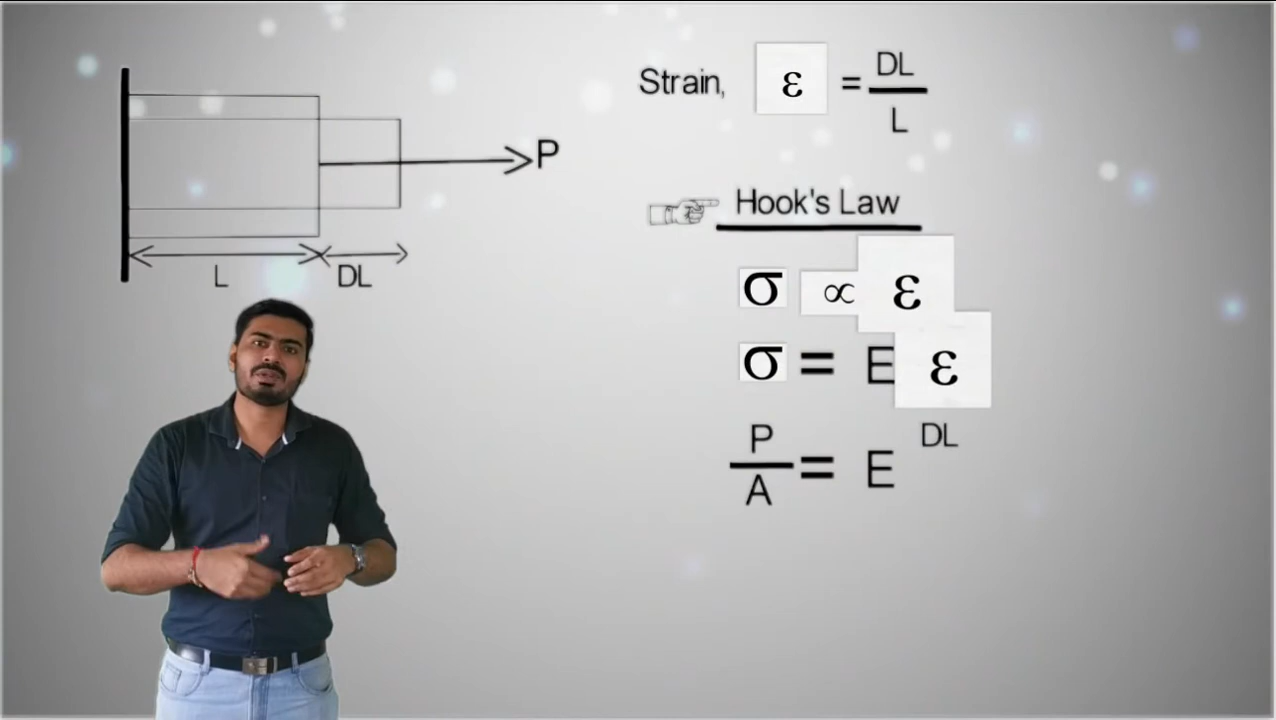 P
L
DL
Strain, ε = DL
L
Hook's Law
σ ∝ ε
σ = E ε
P
A = E DL